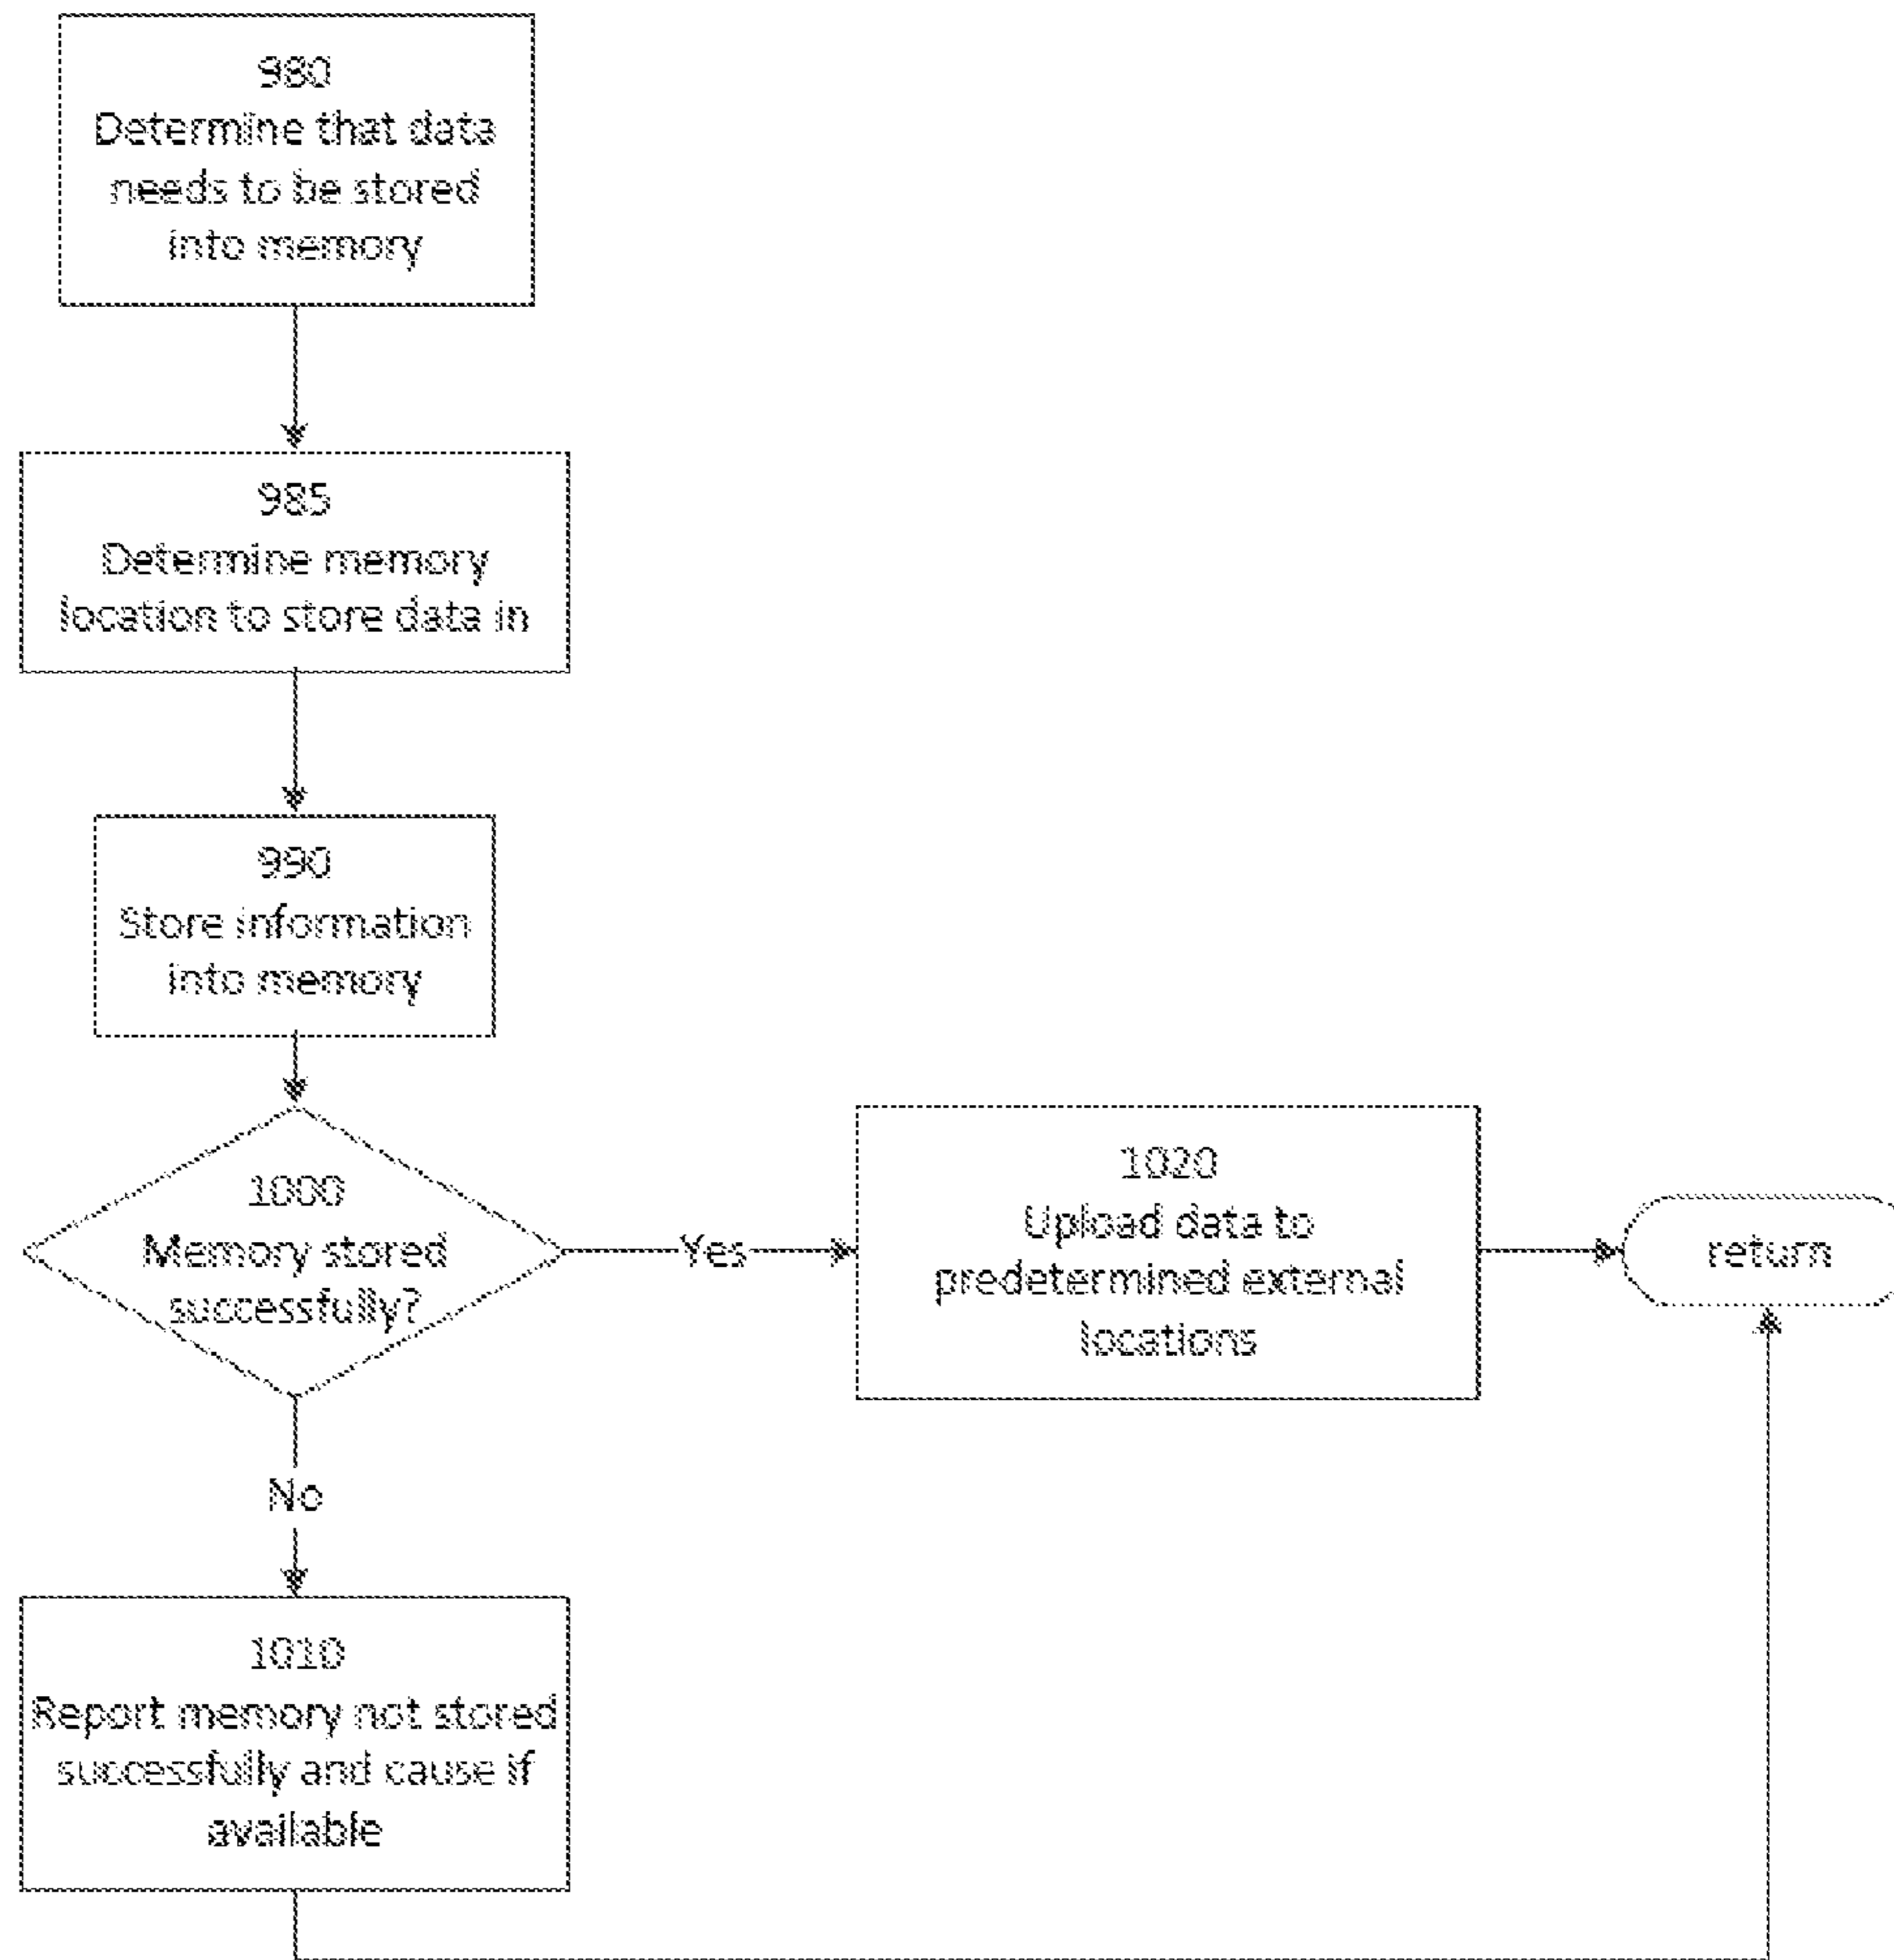 980
Determine that data
needs to be stored
into memory
985
Determine memory
location to store data in
990
Store information
into memory
1000
Memory stored
successfully?
Yes
1020
Upload data to
predetermined external
locations
return
No
1010
Report memory not stored
successfully and cause if
available